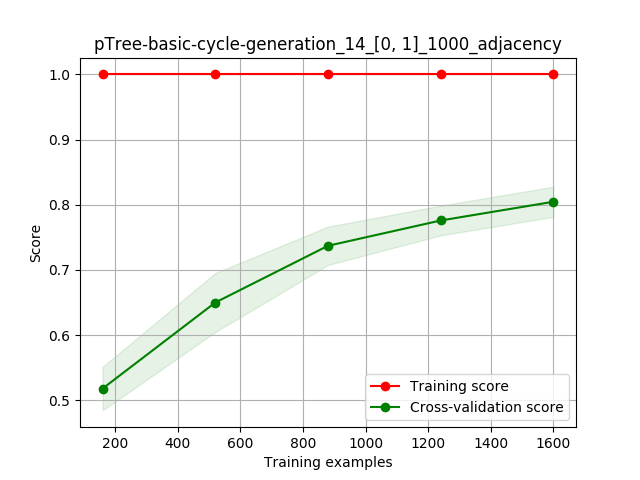 pTree-basic-cycle-generation_14_[0, 1]_1000_adjacency
1.0
0.9
0.8
0.7
0.6
0.5
Score
Training score
Cross-validation score
200
400
600
800
1000
1200
1400
1600
Training examples